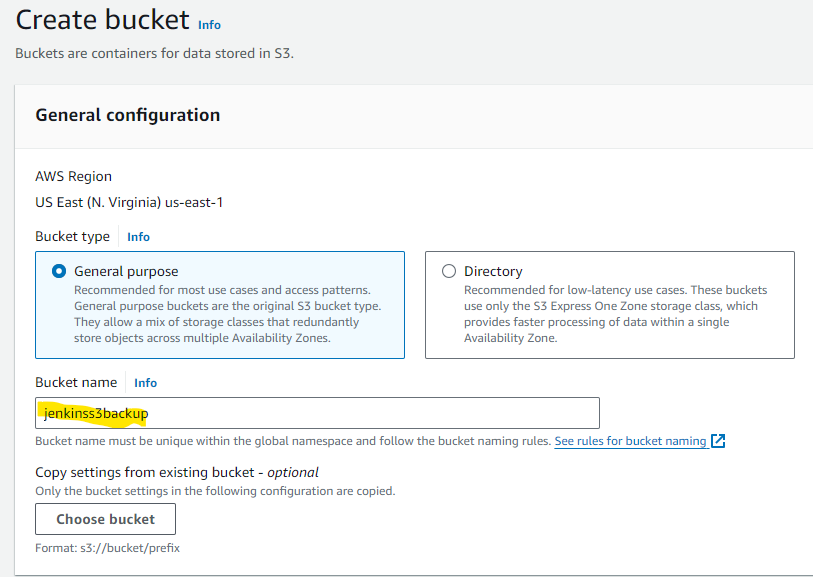 Create bucket Info
Buckets are containers for data stored in S3.
General configuration
AWS Region
US East (N. Virginia) us-east-1
Bucket type Info
General purpose
Recommended for most use cases and access patterns.
General purpose buckets are the original S3 bucket type.
They allow a mix of storage classes that redundantly
store objects across multiple Availability Zones.
Directory
Recommended for low-latency use cases. These buckets
use only the S3 Express One Zone storage class, which
provides faster processing of data within a single
Availability Zone.
Bucket name Info
jenkinss3backup
Bucket name must be unique within the global namespace and follow the bucket naming rules. See rules for bucket naming
Copy settings from existing bucket - optional
Only the bucket settings in the following configuration are copied.
Choose bucket
Format: s3://bucket/prefix